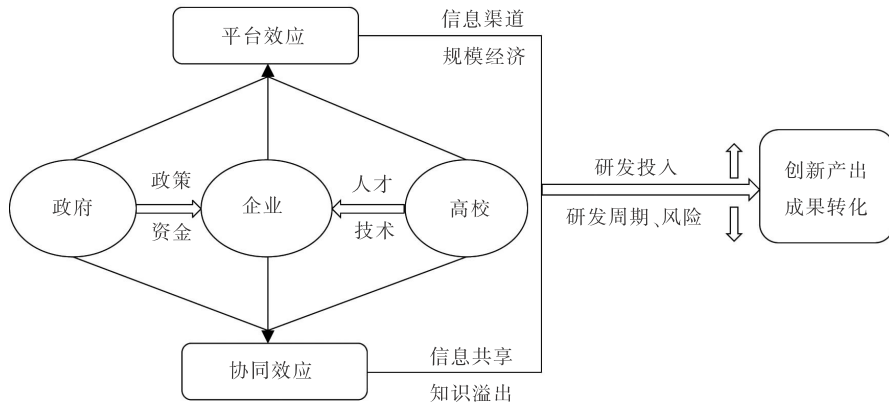 平台效应
信息渠道
规模经济
政府
政策
资金
企业
人才
技术
高校
研发投入
研发周期、风险
创新产出
成果转化
协同效应
信息共享
知识溢出